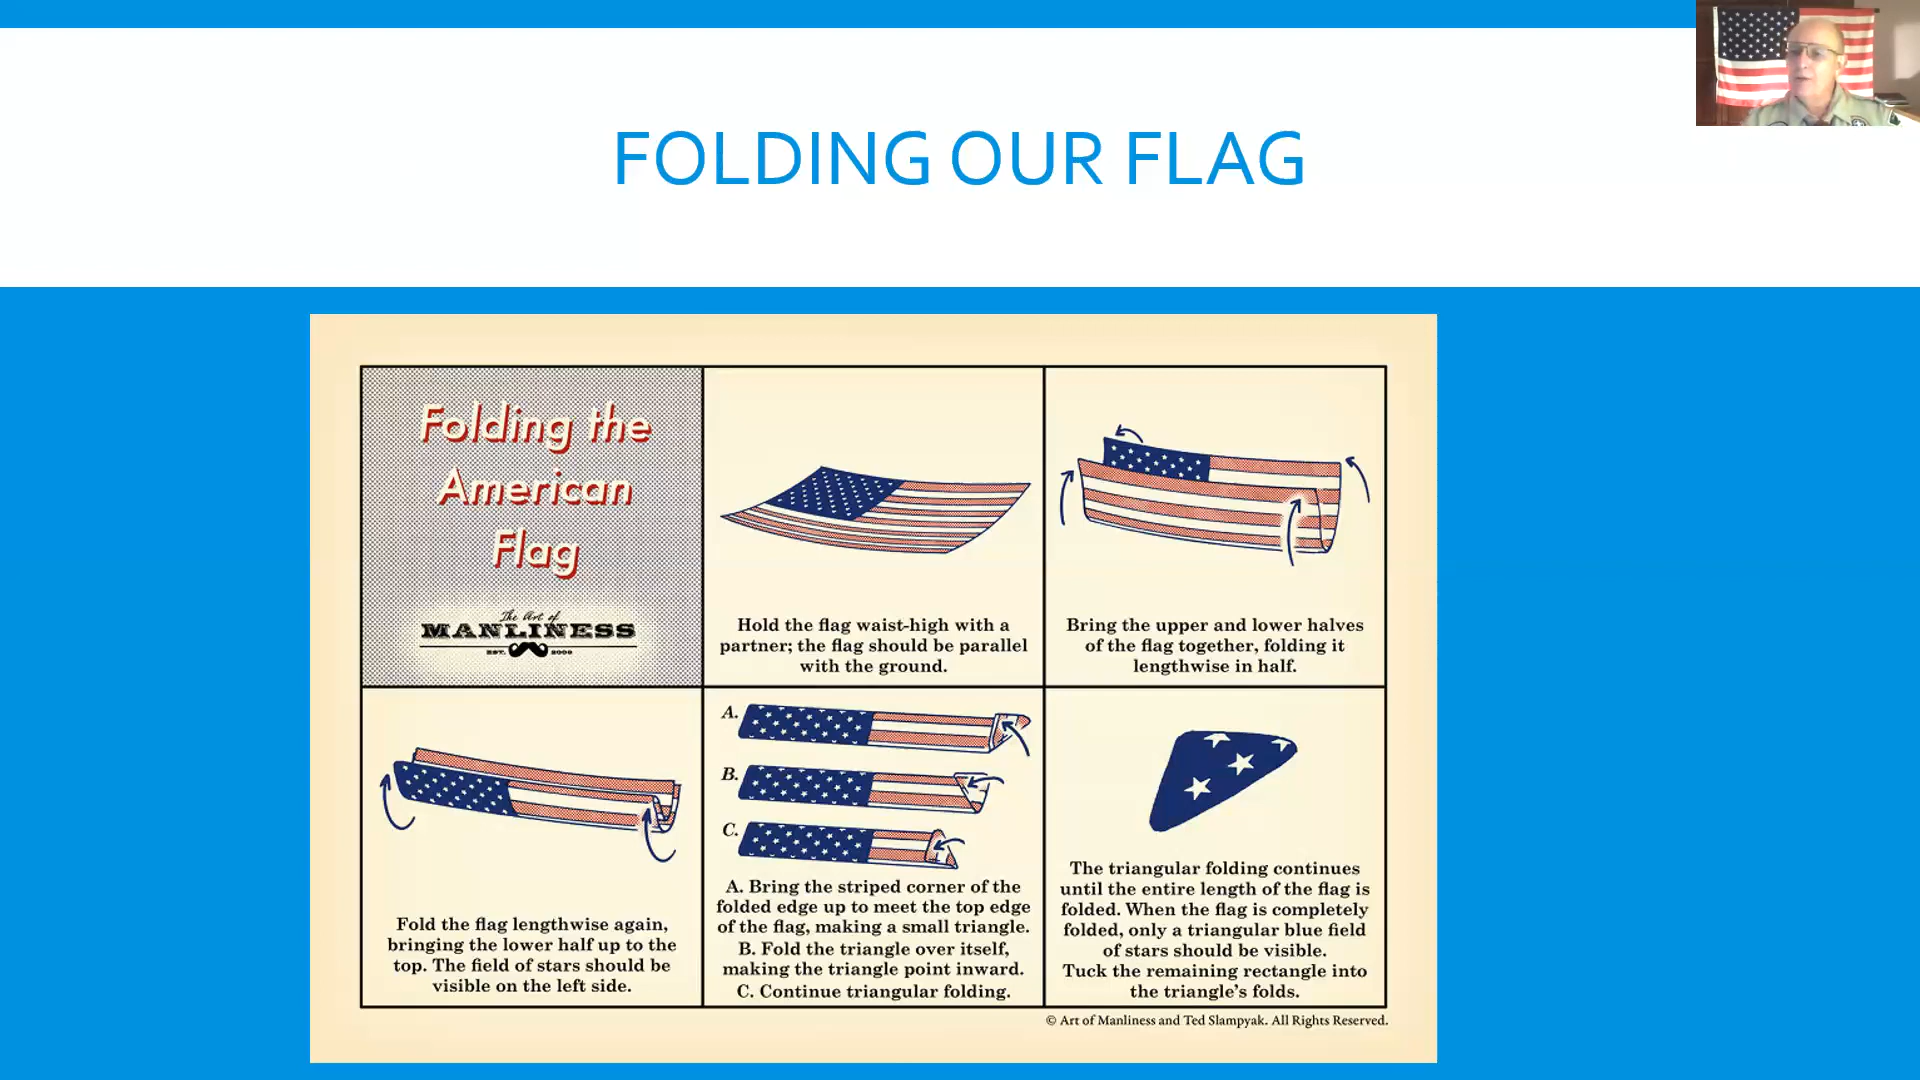 FOLDING OUR FLAG
Folding the
American
Flag
The Art of
MANLINESS
EST. 2008
Hold the flag waist-high with a
partner; the flag should be parallel
with the ground.
Bring the upper and lower halves
of the flag together, folding it
lengthwise in half.
Fold the flag lengthwise again,
bringing the lower half up to the
top. The field of stars should be
visible on the left side.
A.
B.
C.
A. Bring the striped corner of the
folded edge up to meet the top edge
of the flag, making a small triangle.
B. Fold the triangle over itself,
making the triangle point inward.
C. Continue triangular folding.
The triangular folding continues
until the entire length of the flag is
folded. When the flag is completely
folded, only a triangular blue field
of stars should be visible.
Tuck the remaining rectangle into
the triangle's folds.
© Art of Manliness and Ted Slampyak. All Rights Reserved.